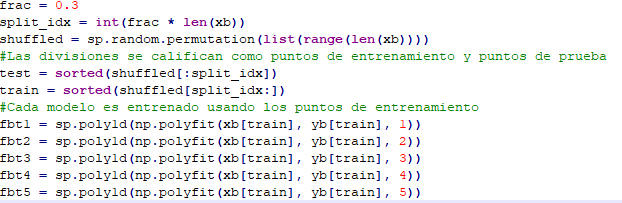 frac = 0.3
split_idx = int(frac * len(xb))
shuffled = sp.random.permutation(list(range(len(xb))))
#Las divisiones se califican como puntos de entrenamiento y puntos de prueba
test = sorted(shuffled[:split_idx])
train = sorted(shuffled[split_idx:])
#Cada modelo es entrenado usando los puntos de entrenamiento
fbt1 = sp.poly1d(np.polyfit(xb[train], yb[train], 1))
fbt2 = sp.poly1d(np.polyfit(xb[train], yb[train], 2))
fbt3 = sp.poly1d(np.polyfit(xb[train], yb[train], 3))
fbt4 = sp.poly1d(np.polyfit(xb[train], yb[train], 4))
fbt5 = sp.poly1d(np.polyfit(xb[train], yb[train], 5))